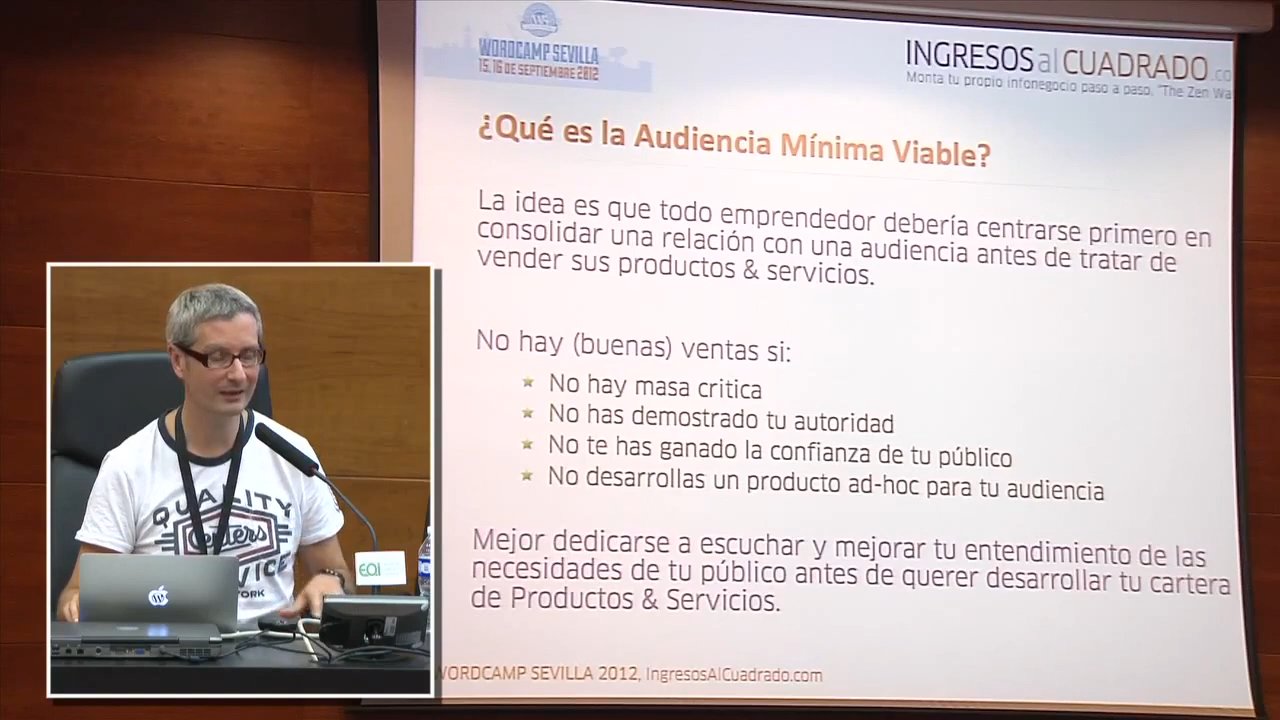 WORDCAMP SEVILLA
15, 16 DE SEPTIEMBRE 2012
INGRESOS al CUADRADO.co
Monta tu propio infonegocio paso a paso. "The Zen Wa
¿Qué es la Audiencia Mínima Viable?
La idea es que todo emprendedor debería centrarse primero en
consolidar una relación con una audiencia antes de tratar de
vender sus productos & servicios.
No hay (buenas) ventas si:
No hay masa critica
No has demostrado tu autoridad
No te has ganado la confianza de tu público
No desarrollas un producto ad-hoc para tu audiencia
Mejor dedicarse a escuchar y mejorar tu entendimiento de las
necesidades de tu público antes de querer desarrollar tu cartera
de Productos & Servicios.
WORDCAMP SEVILLA 2012, IngresosAlCuadrado.com
QUALITY
Centers
VICE
YORK
EOI